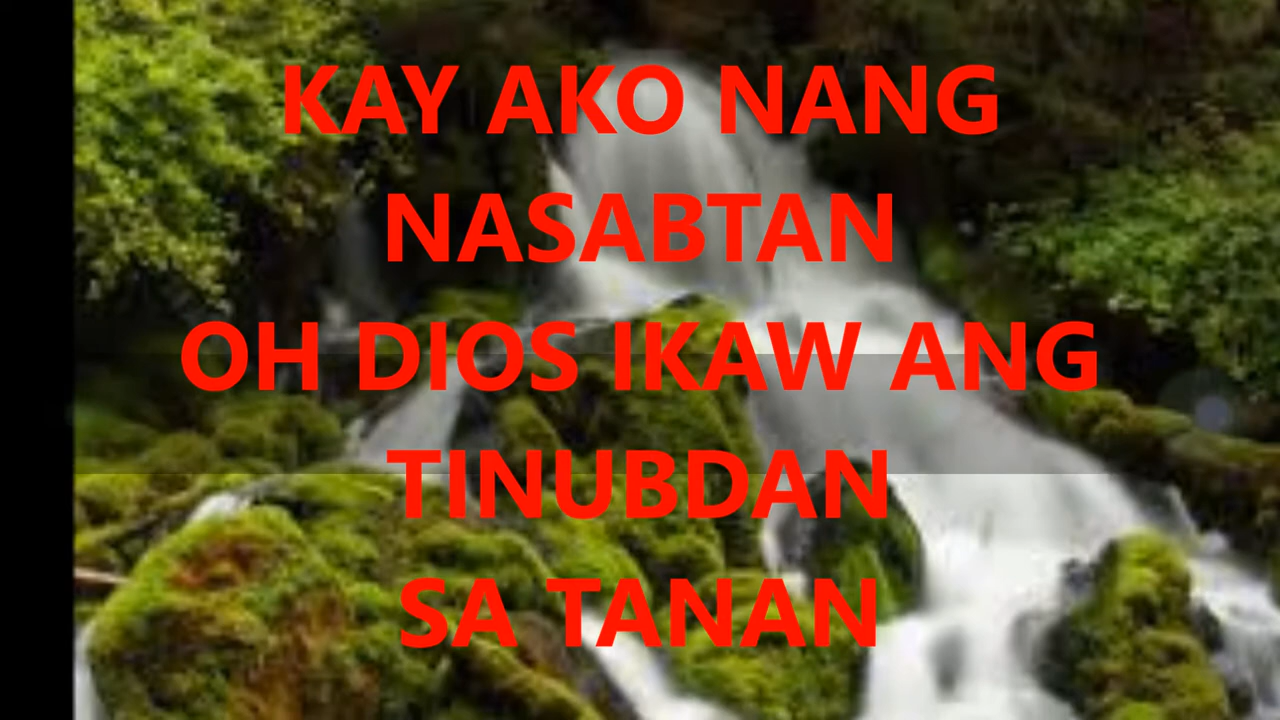 KAY AKO NANG
NASABTAN
OH DIOS IKAW ANG
TINUBDAN
SA TANAN